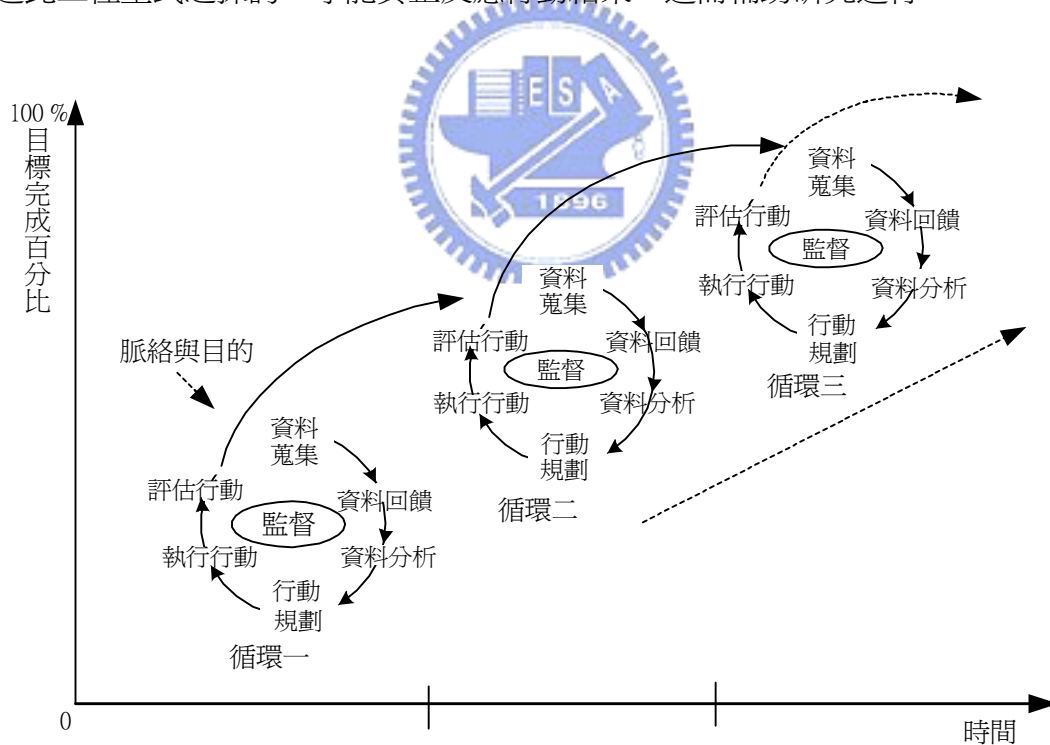 100 %
目標完成百分比
ESA
1896
脈絡與目的
資料
蒐集
資料回饋
資料分析
行動
規劃
執行行動
評估行動
監督
循環一
資料
蒐集
資料回饋
資料分析
行動
規劃
執行行動
評估行動
監督
循環二
資料
蒐集
資料回饋
資料分析
行動
規劃
執行行動
評估行動
監督
循環三
0
時間